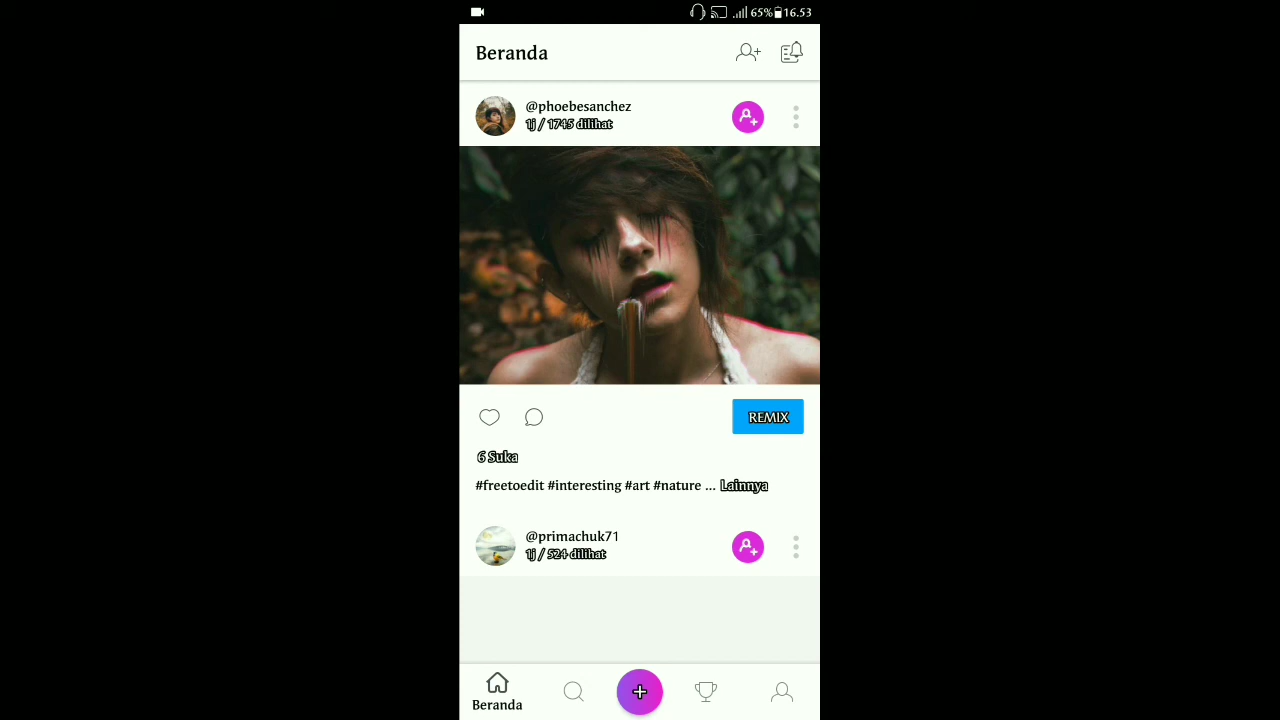 65% 16.53
Beranda
@phoebesanchez
1j / 1745 dilihat
REMIX
6 Suka
#freetoedit #interesting #art #nature ... Lainnya
@primachuk71
1j / 524 dilihat
Beranda